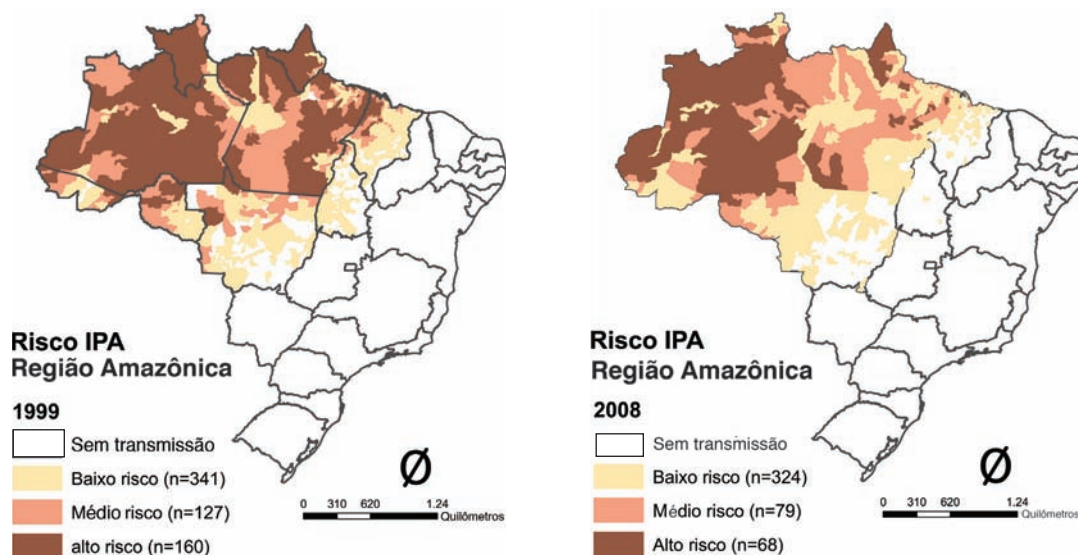 Risco IPA
Região Amazônica
1999
Sem transmissão
Baixo risco (n=341)
Médio risco (n=127)
alto risco (n=160)
Ø
0 310 620 1.24
Quilômetros
Risco IPA
Região Amazônica
2008
Sem transmissão
Baixo risco (n=324)
Médio risco (n=79)
Alto risco (n=68)
Ø
0 310 620 1.24
Quilômetros